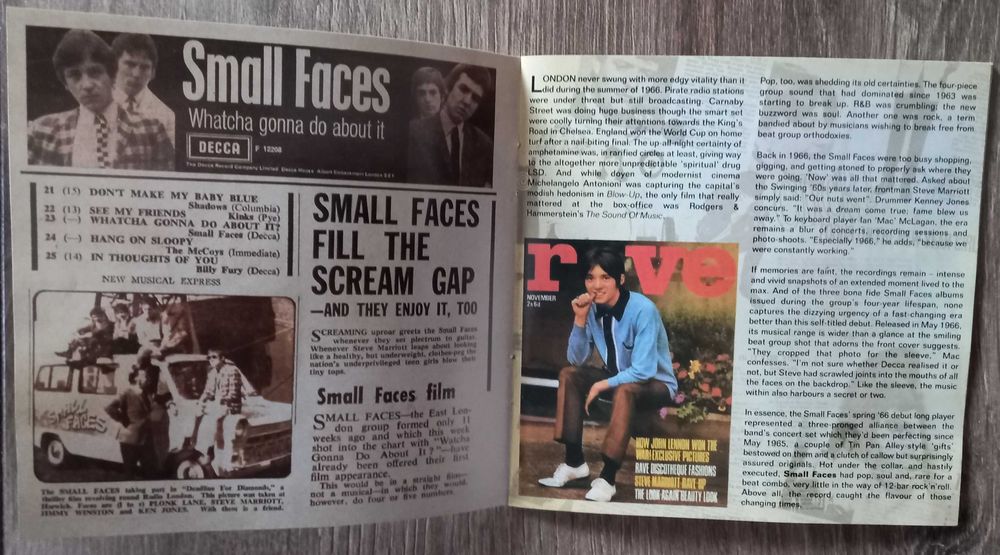 Small Faces
Whatcha gonna do about it
DECCA F 12208
The Decca Record Company Limited Decca House Albert Embankment London SE1
21 (15) DON'T MAKE MY BABY BLUE
Shadows (Columbia)
22 (13) SEE MY FRIENDS
Kinks (Pye)
23 (—) WHATCHA GONNA DO ABOUT IT?
Small Faces (Decca)
24 (—) HANG ON SLOOPY
The McCoys (Immediate)
25 (14) IN THOUGHTS OF YOU
Billy Fury (Decca)
NEW MUSICAL EXPRESS
SMALL FACES
The SMALL FACES taking part in "Deadline For Diamonds," a
thriller film revolving round Radio London. This picture was taken at
Harwich. Faces are (l to r) PLONK LANE, STEVE MARRIOTT,
JIMMY WINSTON and KEN JONES. With them is a friend.
SMALL FACES
FILL THE
SCREAM GAP
—AND THEY ENJOY IT, TOO
SCREAMING uproar greets the Small Faces
whenever they set plectrum to guitar.
Whenever Steve Marriott leaps about looking
like a healthy, but underweight, clothes-peg the
nation's underprivileged teen girls blow their
tiny tops.
Small Faces film
SMALL FACES—the East Lon-
don group formed only 11
weeks ago and which this week
shot into the chart with "Watcha
Gonna Do About It?"—have
already been offered their first
film appearance.
This would be in a straight film—
not a musical—in which they would,
however, do four or five numbers.
LONDON never swung with more edgy vitality than it
did during the summer of 1966. Pirate radio stations
were under threat but still broadcasting. Carnaby
Street was doing huge business though the smart set
were coolly turning their attentions towards the King's
Road in Chelsea. England won the World Cup on home
turf after a nail-biting final. The up-all-night certainty of
amphetamine was, in rarified circles at least, giving way
to the altogether more unpredictable 'spiritual' drug
LSD. And while doyen of modernist cinema
Michelangelo Antonioni was capturing the capital's
modish hedonism in Blow-Up, the only film that really
mattered at the box-office was Rodgers &
Hammerstein's The Sound Of Music
rave
NOVEMBER
2s6d
HOW JOHN LENNON WON THE
WAR! EXCLUSIVE PICTURES
RAVE DISCOTHEQUE FASHIONS
STEVE MARRIOTT-RAVE-UP
THE LOOK-AGAIN BEAUTY LOOK
Pop, too, was shedding its old certainties. The four-piece
group sound that had dominated since 1963 was
starting to break up. R&B was crumbling; the new
buzzword was soul. Another one was rock, a term
bandied about by musicians wishing to break free from
beat group orthodoxies.
Back in 1966, the Small Faces were too busy shopping,
gigging, and getting stoned to properly ask where they
were going. 'Now' was all that mattered. Asked about
the Swinging '60s years later, frontman Steve Marriott
simply said: "Our nuts went". Drummer Kenney Jones
concurs. "It was a dream come true; fame blew us
away." To keyboard player Ian 'Mac' McLagan, the era
remains a blur of concerts, recording sessions and
photo-shoots. "Especially 1966," he adds, "because we
were constantly working."
If memories are faint, the recordings remain – intense
and vivid snapshots of an extended moment lived to the
max. And of the three bona fide Small Faces albums
issued during the group's four-year lifespan, none
captures the dizzying urgency of a fast-changing era
better than this self-titled debut. Released in May 1966,
its musical range is wider than a glance at the smiling
beat group shot that adorns the front cover suggests.
"They cropped that photo for the sleeve," Mac
confesses. "I'm not sure whether Decca realised it or
not, but Steve had scrawled joints into the mouths of all
the faces on the backdrop." Like the sleeve, the music
within also harbours a secret or two.
In essence, the Small Faces' spring '66 debut long player
represented a three-pronged alliance between the
band's concert set which they'd been perfecting since
May 1965, a couple of Tin Pan Alley-style 'gifts'
bestowed on them and a clutch of callow but surprisingly
assured originals. Hot under the collar, and hastily
executed, Small Faces had pop, soul and, rare for a
beat combo, very little in the way of 12-bar rock'n'roll.
Above all, the record caught the flavour of those
changing times.